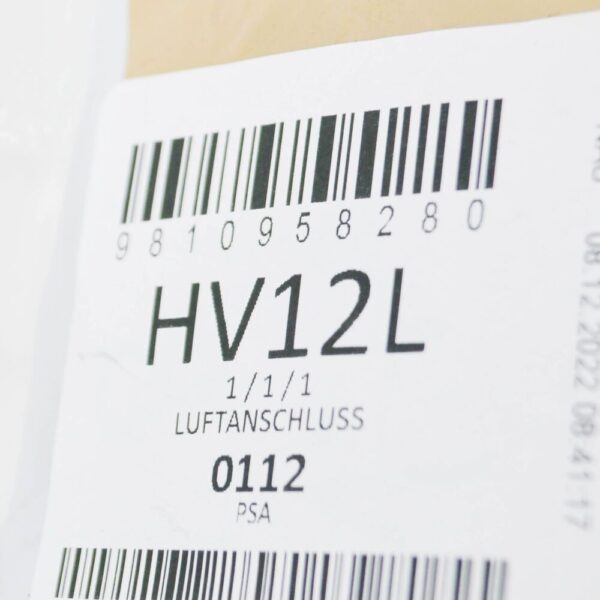 9810958280
HV12L
1/1/1
LUFTANSCHLUSS
0112
PSA
08.12.2022 08:41:17